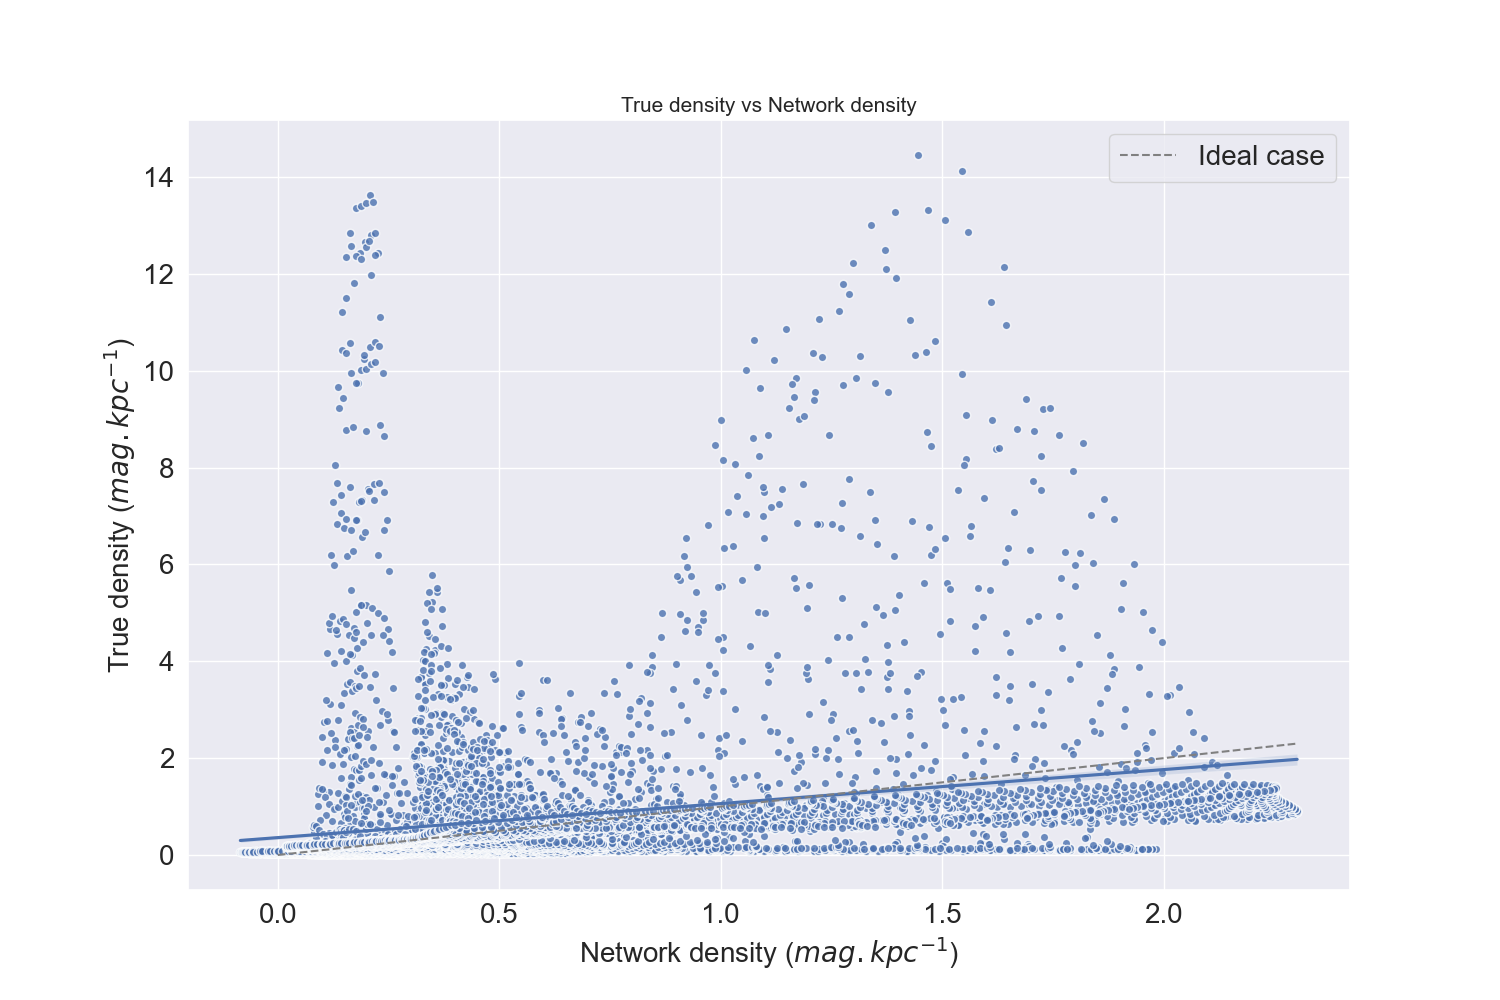 True density vs Network density
Ideal case
14
12
10
8
6
4
2
0
True density (mag.kpc⁻¹)
0.0 0.5 1.0 1.5 2.0
Network density (mag.kpc⁻¹)